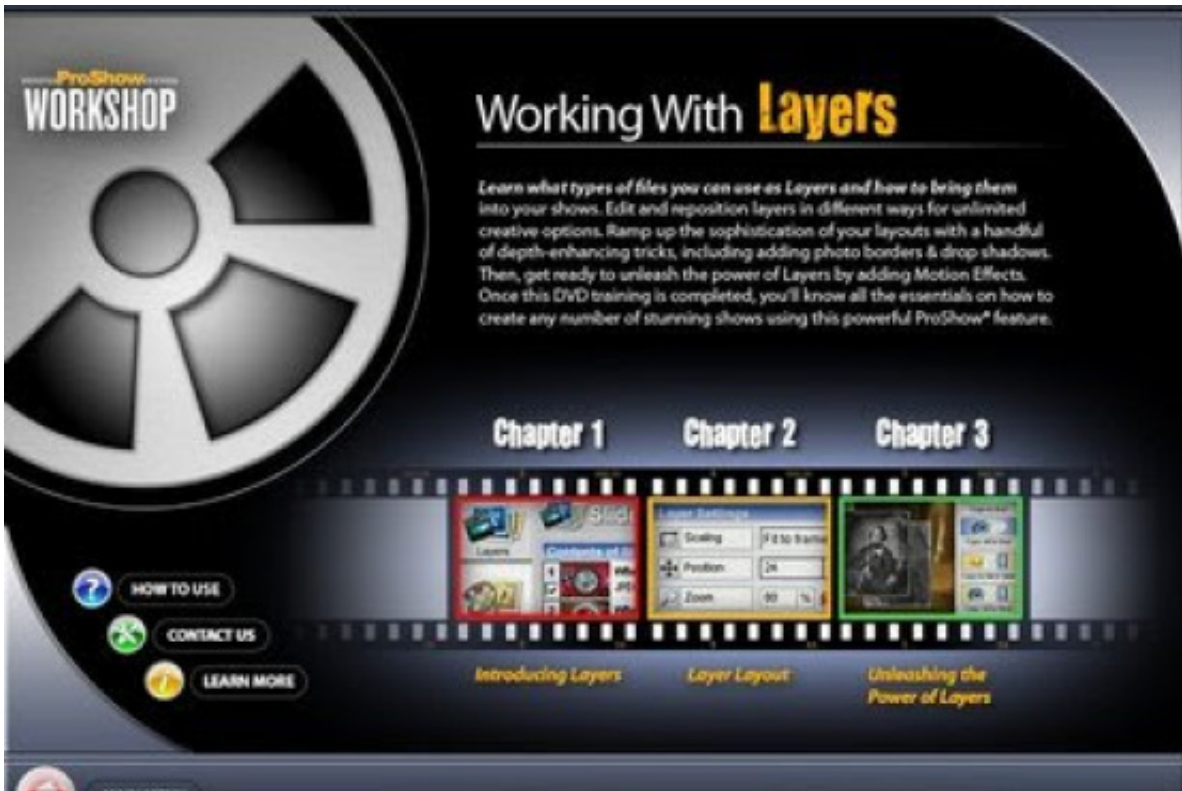 ProShow
WORKSHOP
Working With Layers
Learn what types of files you can use as Layers and how to bring them
into your shows. Edit and reposition layers in different ways for unlimited
creative options. Ramp up the sophistication of your layouts with a handful
of depth-enhancing tricks, including adding photo borders & drop shadows.
Then, get ready to unleash the power of Layers by adding Motion Effects.
Once this DVD training is completed, you'll know all the essentials on how to
create any number of stunning shows using this powerful ProShow® feature.
Chapter 1
Chapter 2
Chapter 3
Layers
Slid
Contents of
Layer Settings
Scaling
Fit to frame
Position
Zoom
%
HOW TO USE
CONTACT US
LEARN MORE
Introducing Layers
Layer Layout
Unleashing the
Power of Layers